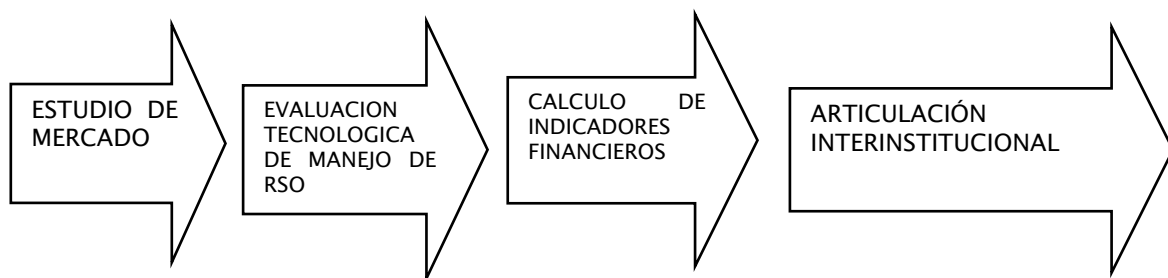 ESTUDIO DE
MERCADO
EVALUACION
TECNOLOGICA
DE MANEJO DE
RSO
CALCULO DE
INDICADORES
FINANCIEROS
ARTICULACIÓN
INTERINSTITUCIONAL